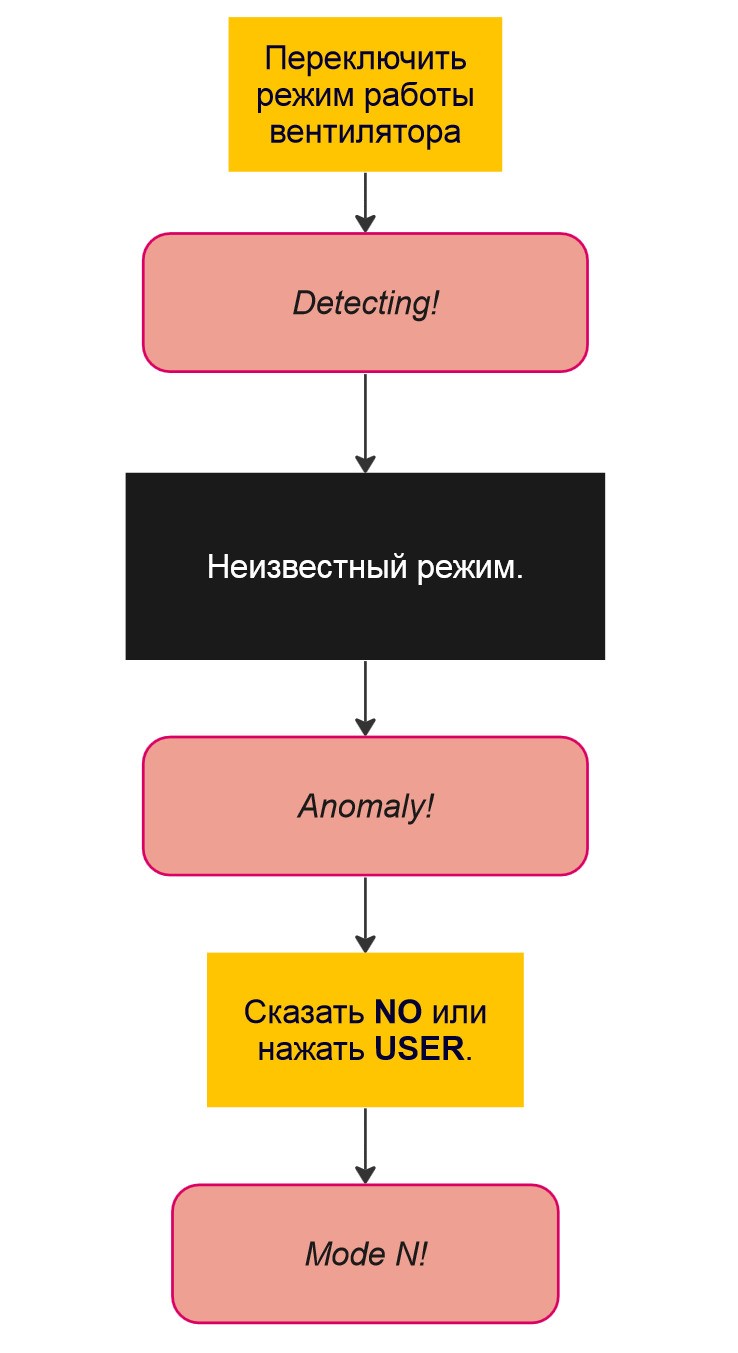 Переключить
режим работы
вентилятора
Detecting!
Неизвестный режим.
Anomaly!
Сказать NO или
нажать USER.
Mode N!